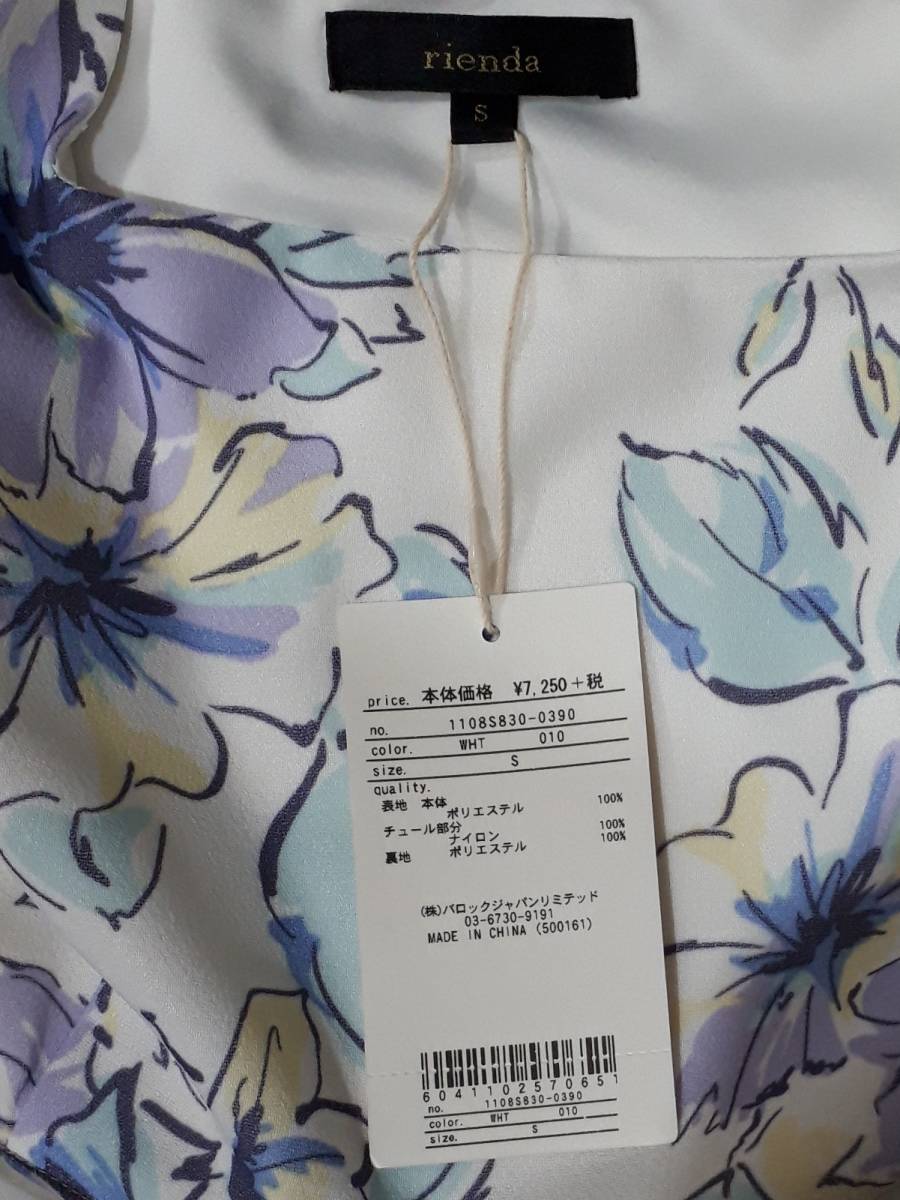 rienda
S
price. 本体価格 ¥7,250+税
no. 1108S830-0390
color. WHT 010
size. S
quality.
表地 本体
ポリエステル 100%
チュール部分
ナイロン 100%
裏地 ポリエステル 100%
(株)バロックジャパンリミテッド
03-6730-9191
MADE IN CHINA (500161)
6041102570651
no. 1108S830-0390
color. WHT 010
size. S